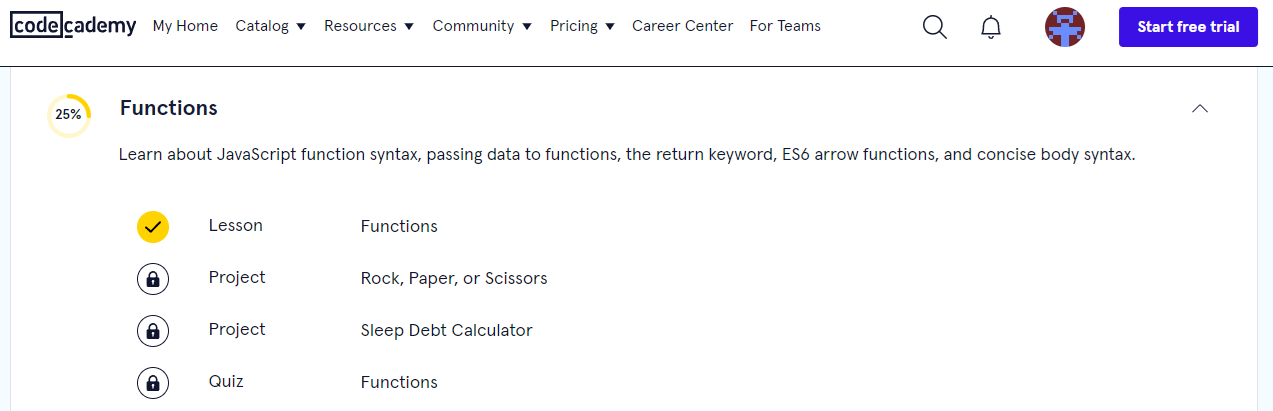 codecademy My Home Catalog Resources Community Pricing Career Center For Teams Start free trial
25% Functions
Learn about JavaScript function syntax, passing data to functions, the return keyword, ES6 arrow functions, and concise body syntax.
Lesson Functions
Project Rock, Paper, or Scissors
Project Sleep Debt Calculator
Quiz Functions